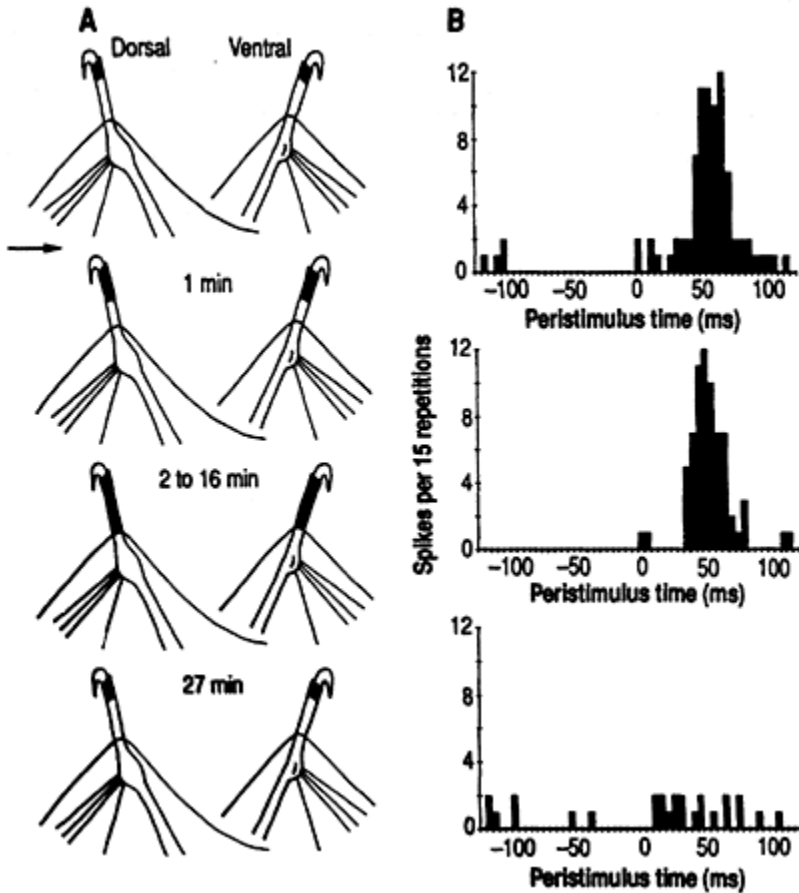 A
Dorsal Ventral
1 min
2 to 16 min
27 min
B
Spikes per 15 repetitions
12
8
4
0
−100 −50 0 50 100
Peristimulus time (ms)
12
8
4
0
−100 −50 0 50 100
Peristimulus time (ms)
12
8
4
0
−100 −50 0 50 100
Peristimulus time (ms)